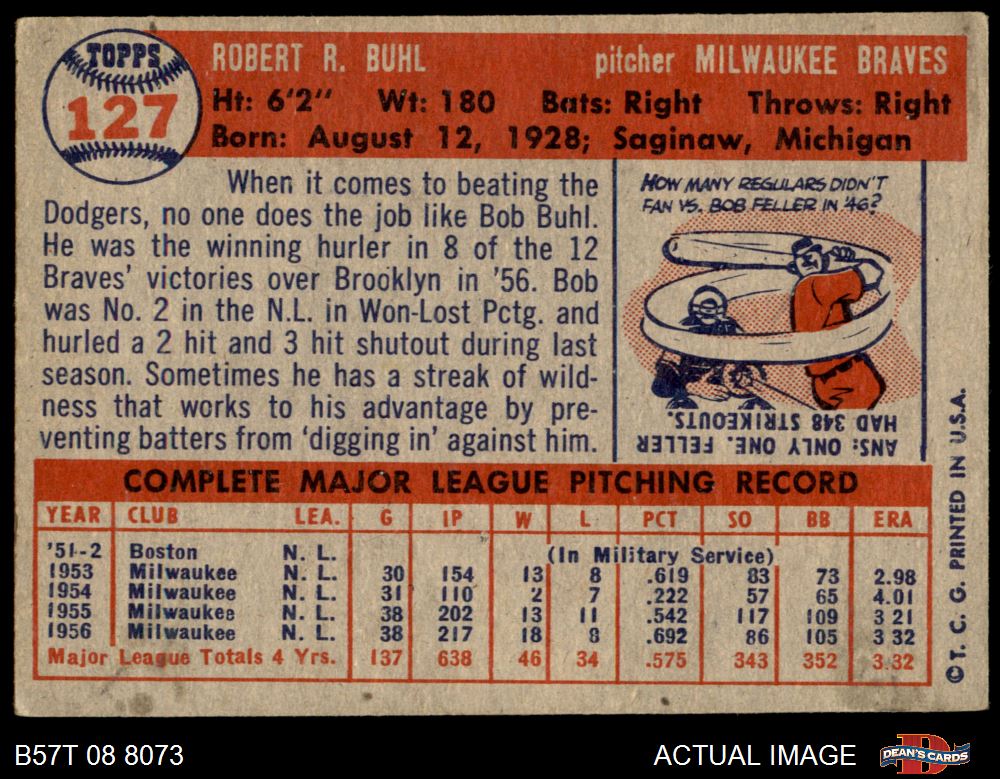 TOPPS
127
ROBERT R. BUHL pitcher MILWAUKEE BRAVES
Ht: 6'2" Wt: 180 Bats: Right Throws: Right
Born: August 12, 1928; Saginaw, Michigan
When it comes to beating the
Dodgers, no one does the job like Bob Buhl.
He was the winning hurler in 8 of the 12
Braves' victories over Brooklyn in '56. Bob
was No. 2 in the N.L. in Won-Lost Pctg. and
hurled a 2 hit and 3 hit shutout during last
season. Sometimes he has a streak of wild-
ness that works to his advantage by pre-
venting batters from 'digging in' against him.
HOW MANY REGULARS DIDN'T
FAN VS. BOB FELLER IN '46?
ANS: ONLY ONE. FELLER
HAD 348 STRIKEOUTS.
COMPLETE MAJOR LEAGUE PITCHING RECORD
YEAR CLUB LEA. G IP W L PCT SO BB ERA
'51-2 Boston N. L. (In Military Service)
1953 Milwaukee N. L. 30 154 13 8 .619 83 73 2.98
1954 Milwaukee N. L. 31 110 2 7 .222 57 65 4.01
1955 Milwaukee N. L. 38 202 13 11 .542 117 109 3 21
1956 Milwaukee N. L. 38 217 18 8 .692 86 105 3 32
Major League Totals 4 Yrs. 137 638 46 34 .575 343 352 3.32
© T. C. G. PRINTED IN U.S.A.
B57T 08 8073 ACTUAL IMAGE
D
DEAN'S CARDS